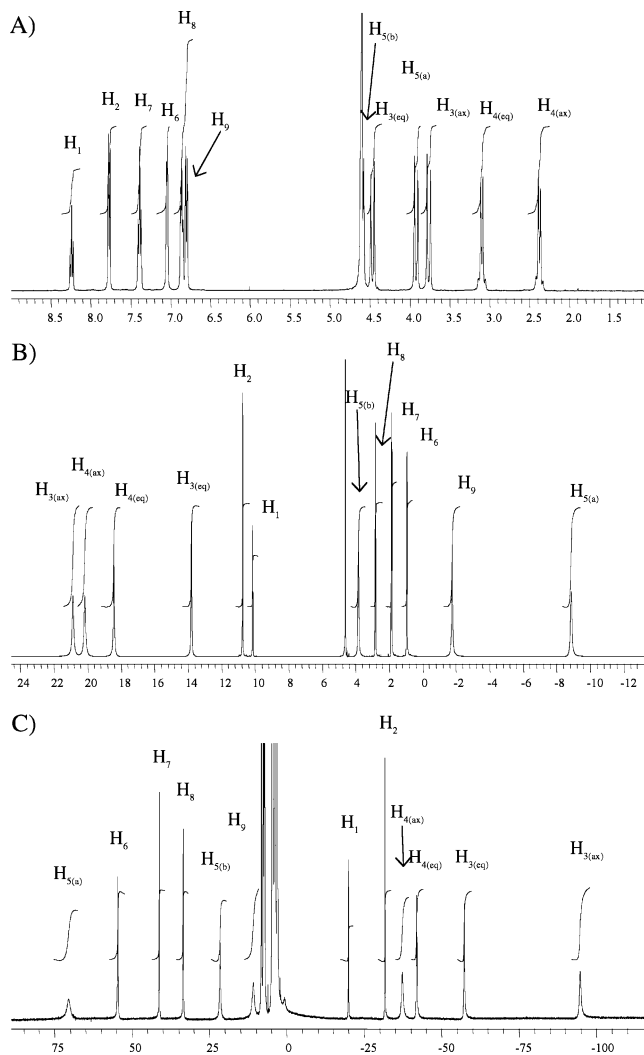 A)
H8
H5(b)
H5(a)
H2 H7 H6 H3(eq) H3(ax) H4(eq) H4(ax)
H1 H9
8.5 8.0 7.5 7.0 6.5 6.0 5.5 5.0 4.5 4.0 3.5 3.0 2.5 2.0 1.5
B)
H8
H2 H5(b) H7
H4(ax) H6
H3(ax) H4(eq) H3(eq) H1 H9 H5(a)
24 22 20 18 16 14 12 10 8 6 4 2 0 -2 -4 -6 -8 -10 -12
C)
H2
H7
H8 H4(ax)
H6 H9 H1
H5(a) H5(b) H4(eq) H3(eq) H3(ax)
75 50 25 0 -25 -50 -75 -100